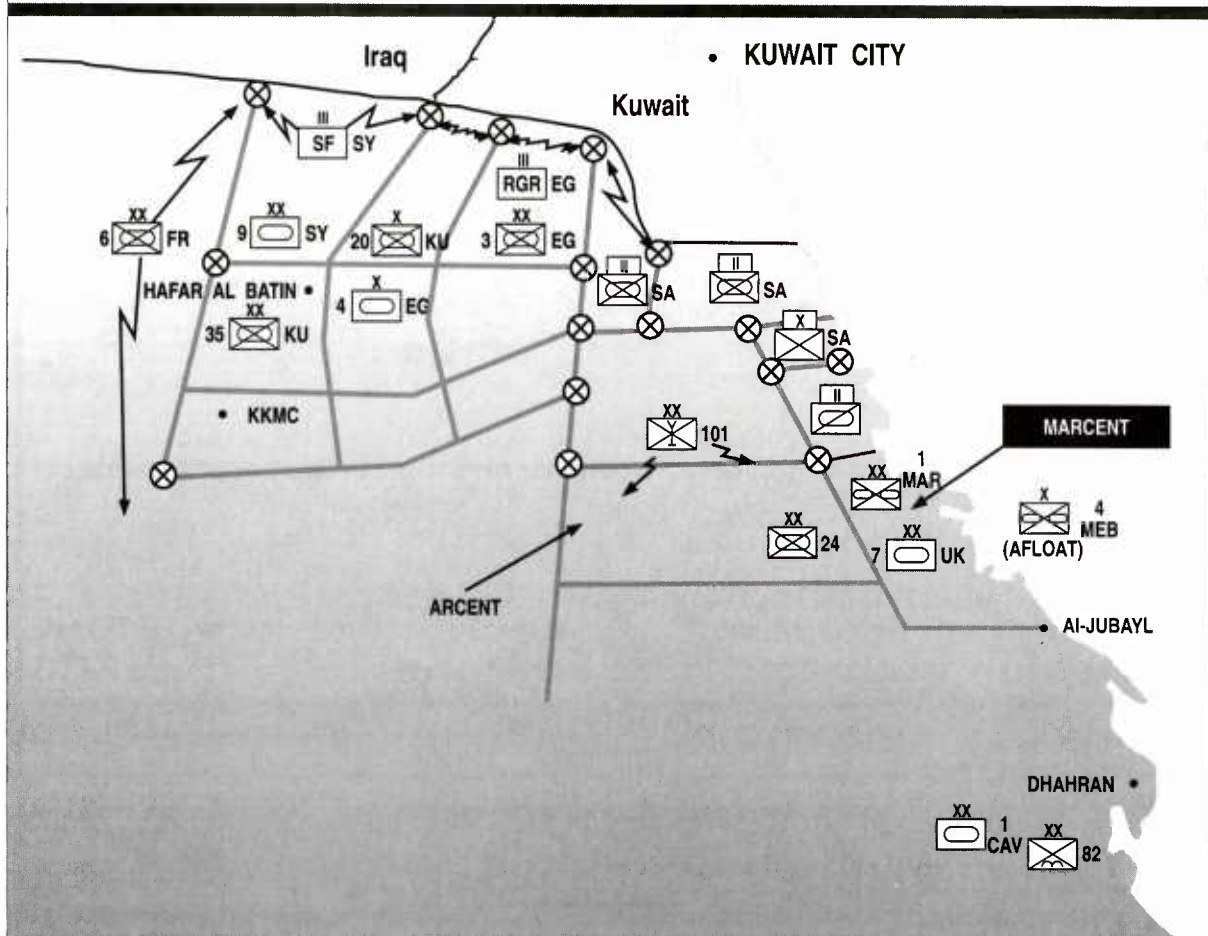 KUWAIT CITY
Iraq
Kuwait
III
SF SY
III
RGR EG
XX
6 FR
XX
9 SY
X
20 KU
XX
3 EG
III
SA
II
SA
HAFAR AL BATIN
X
4 EG
XX
35 KU
X
SA
KKMC
II
XX
101
MARCENT
XX
1
MAR
X
4
MEB
(AFLOAT)
XX
24
XX
7 UK
ARCENT
Al-JUBAYL
DHAHRAN
XX
1
CAV
XX
82